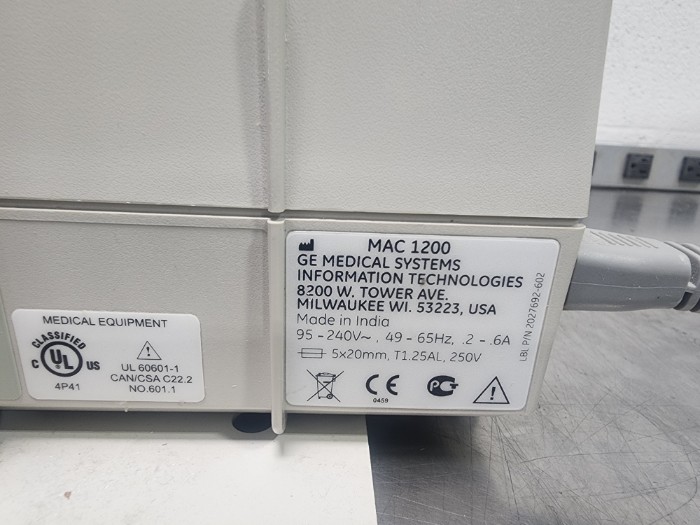 MAC 1200
GE MEDICAL SYSTEMS
INFORMATION TECHNOLOGIES
8200 W. TOWER AVE.
MILWAUKEE WI. 53223, USA
Made in India
95 - 240V~, 49 - 65Hz, .2 - .6A
5x20mm, T1.25AL, 250V
CE
0459
PC
LBL P/N 2027692-602
MEDICAL EQUIPMENT
CLASSIFIED
C UL US
4P41
UL 60601-1
CAN/CSA C22.2
NO.601.1